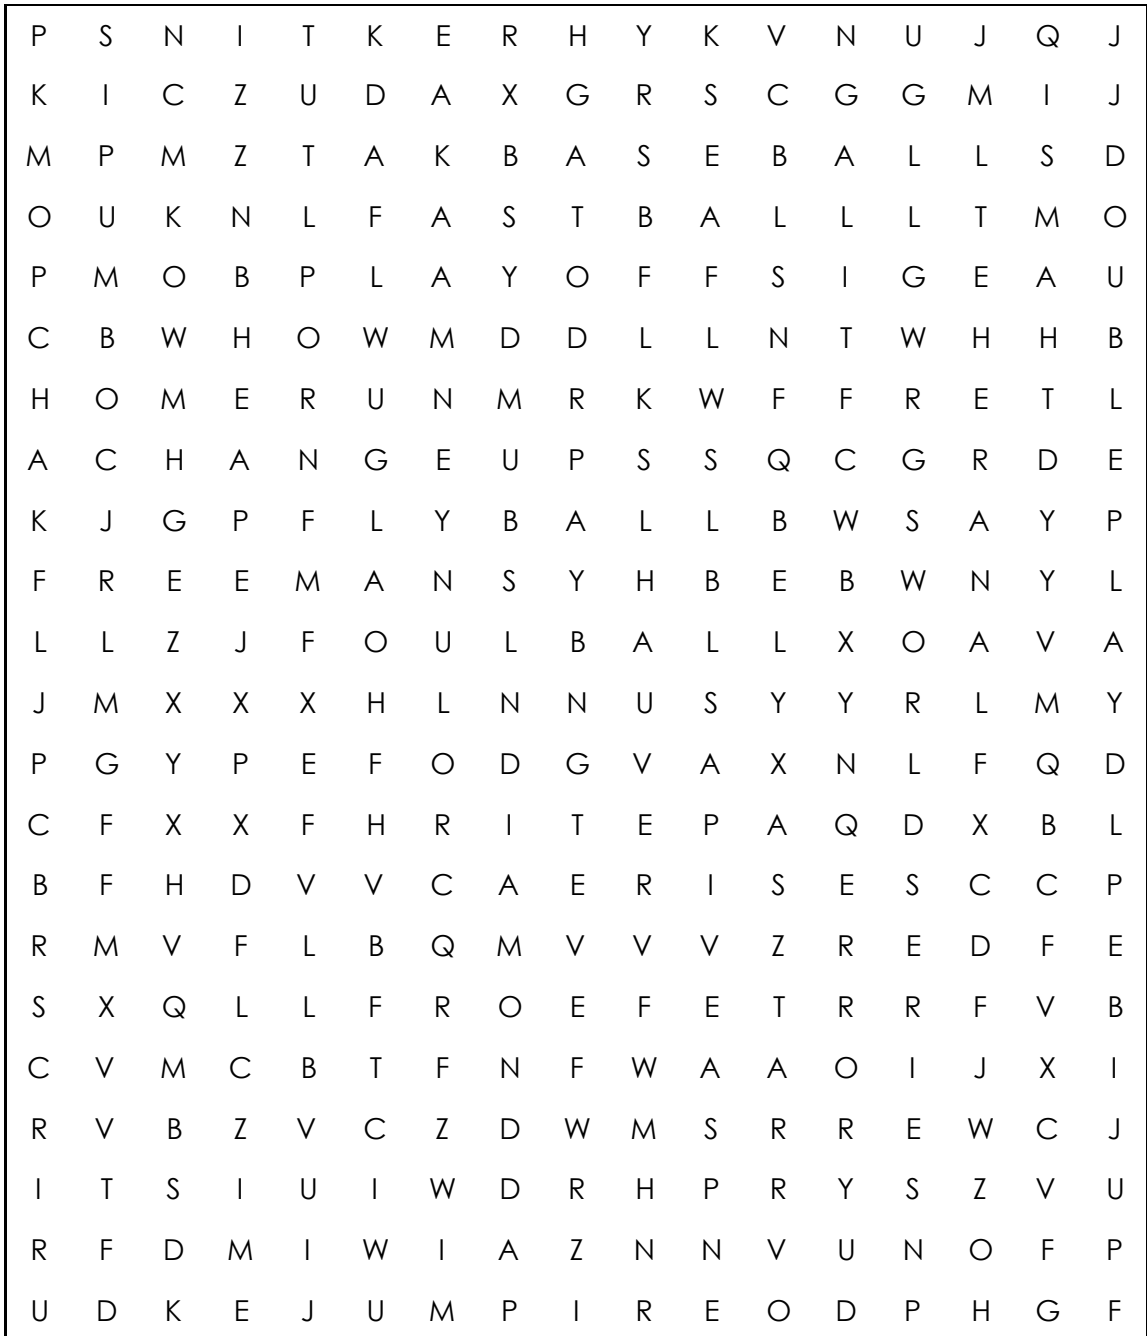 P S N I T K E R H Y K V N U J Q J
K I C Z U D A X G R S C G G M I J
M P M Z T A K B A S E B A L L S D
O U K N L F A S T B A L L L T M O
P M O B P L A Y O F F S I G E A U
C B W H O W M D D L L N T W H H B
H O M E R U N M R K W F F R E T L
A C H A N G E U P S S Q C G R D E
K J G P F L Y B A L L B W S A Y P
F R E E M A N S Y H B E B W N Y L
L L Z J F O U L B A L L X O A V A
J M X X X H L N N U S Y Y R L M Y
P G Y P E F O D G V A X N L F Q D
C F X X F H R I T E P A Q D X B L
B F H D V V C A E R I S E S C C P
R M V F L B Q M V V V Z R E D F E
S X Q L L F R O E F E T R R F V B
C V M C B T F N F W A A O I J X I
R V B Z V C Z D W M S R R E W C J
I T S I U I W D R H P R Y S Z V U
R F D M I W I A Z N N V U N O F P
U D K E J U M P I R E O D P H G F